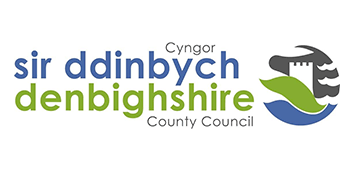 Cyngor
sir ddinbych
denbighshire
County Council